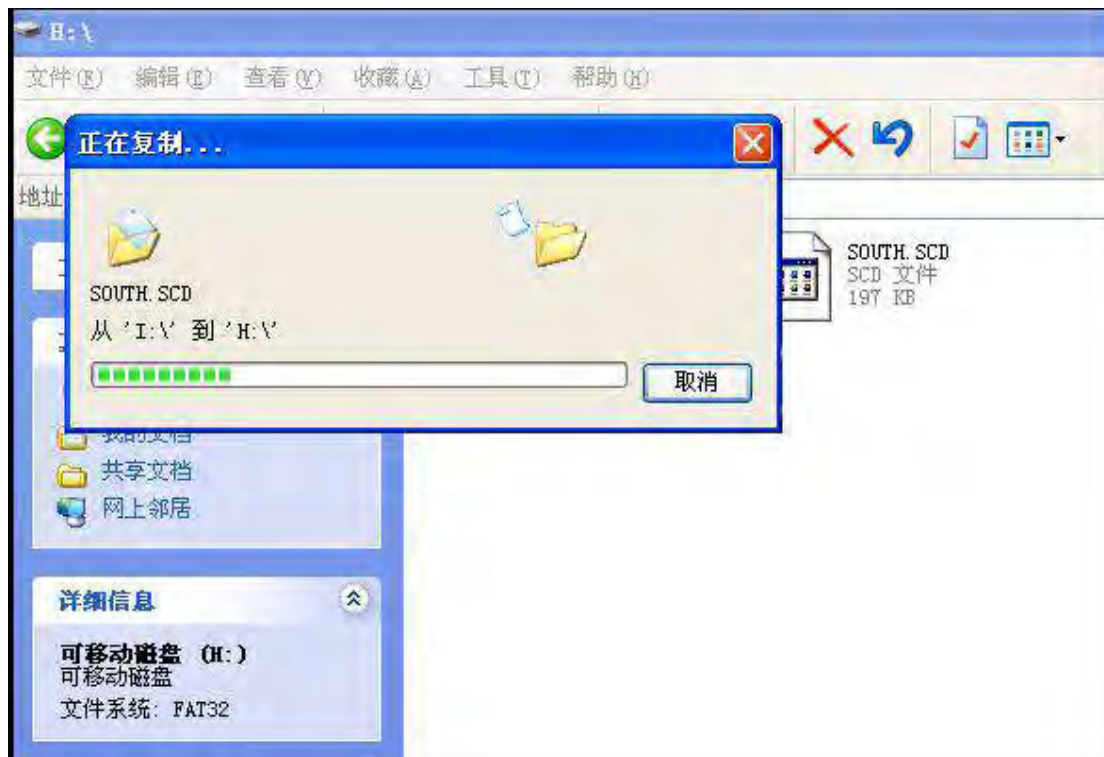 H:\
文件(F) 编辑(E) 查看(V) 收藏(A) 工具(T) 帮助(H)
正在复制...
地址
SOUTH.SCD
从 'I:\' 到 'H:\'
取消
SOUTH.SCD
SCD 文件
197 KB
我的文档
共享文档
网上邻居
详细信息
可移动磁盘 (H:)
可移动磁盘
文件系统: FAT32